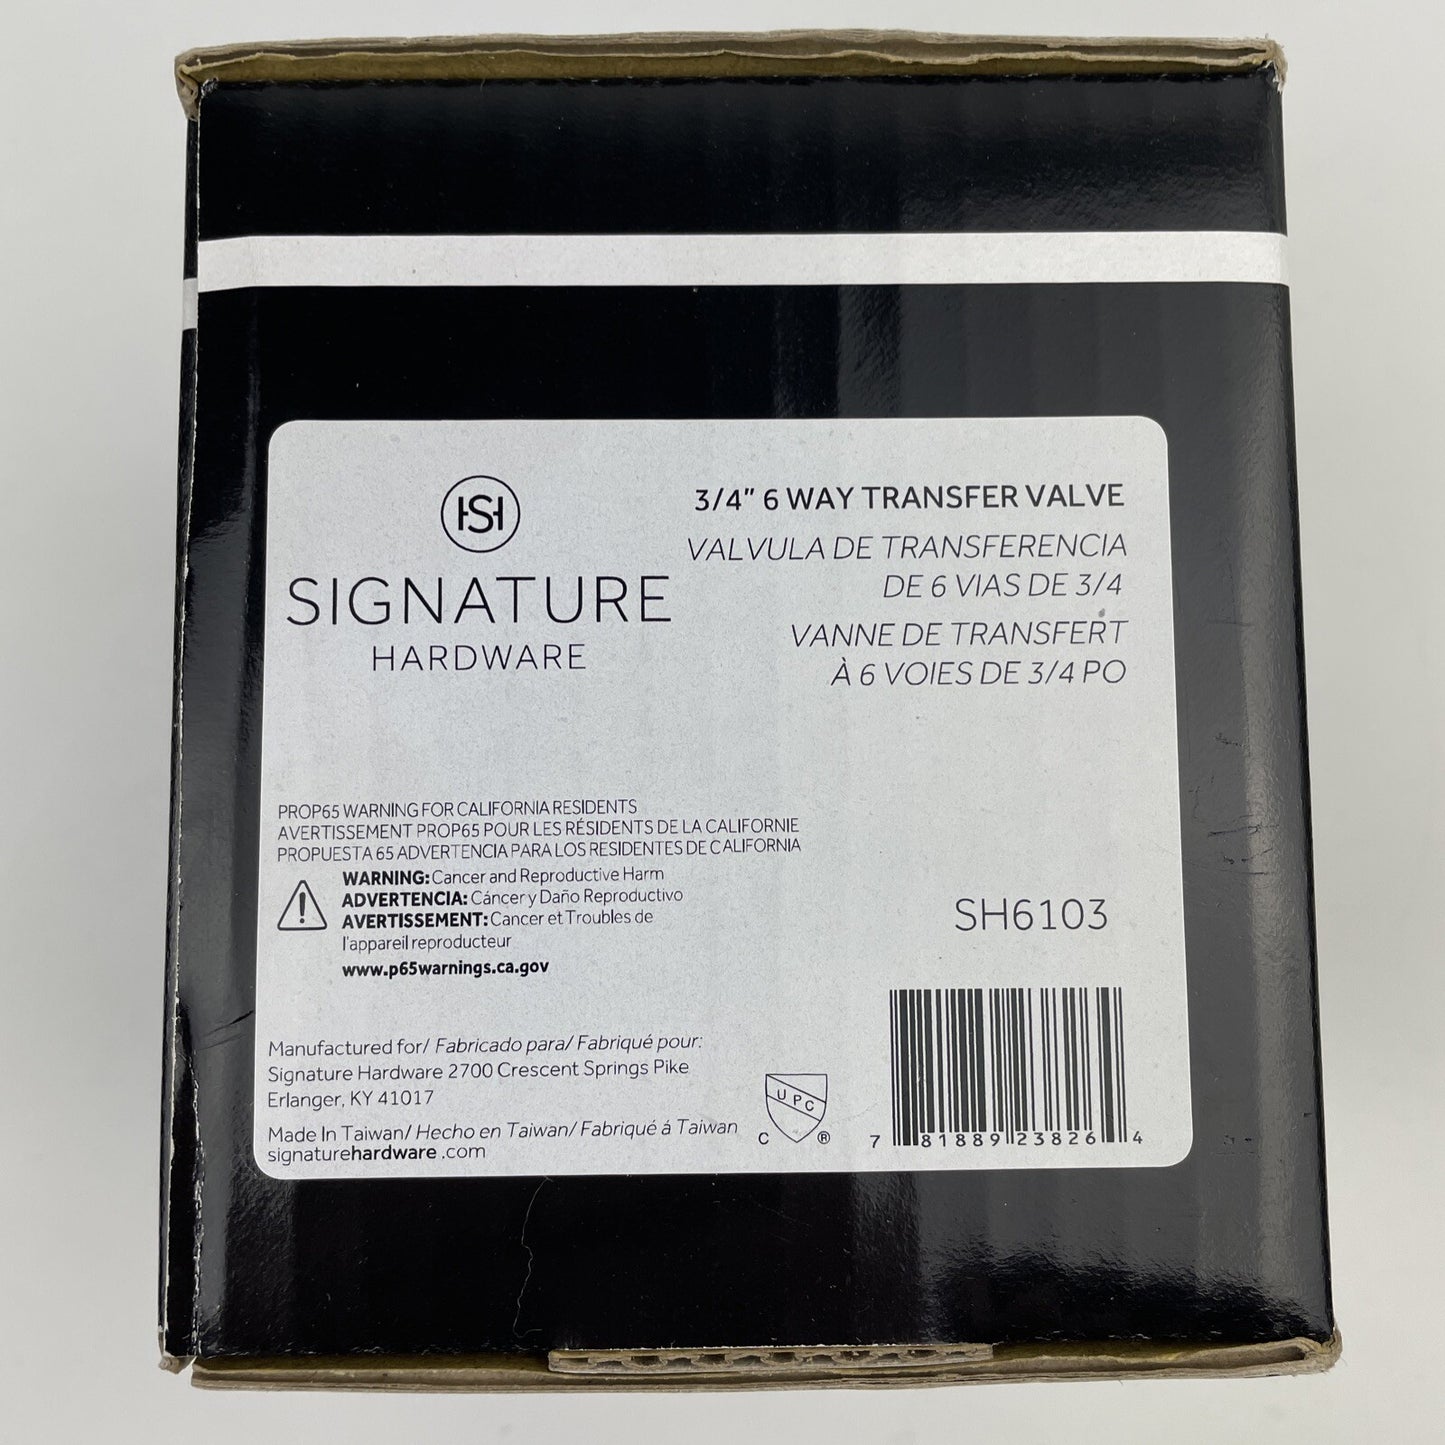 HSH
SIGNATURE
HARDWARE
3/4" 6 WAY TRANSFER VALVE
VALVULA DE TRANSFERENCIA
DE 6 VIAS DE 3/4
VANNE DE TRANSFERT
À 6 VOIES DE 3/4 PO
PROP65 WARNING FOR CALIFORNIA RESIDENTS
AVERTISSEMENT PROP65 POUR LES RÉSIDENTS DE LA CALIFORNIE
PROPUESTA 65 ADVERTENCIA PARA LOS RESIDENTES DE CALIFORNIA
WARNING: Cancer and Reproductive Harm
ADVERTENCIA: Cáncer y Daño Reproductivo
AVERTISSEMENT: Cancer et Troubles de
l'appareil reproducteur
www.p65warnings.ca.gov
SH6103
Manufactured for/ Fabricado para/ Fabriqué pour:
Signature Hardware 2700 Crescent Springs Pike
Erlanger, KY 41017
Made In Taiwan/ Hecho en Taiwan/ Fabriqué á Taiwan
signaturehardware.com
UPC
C ®
7 81889 23826 4